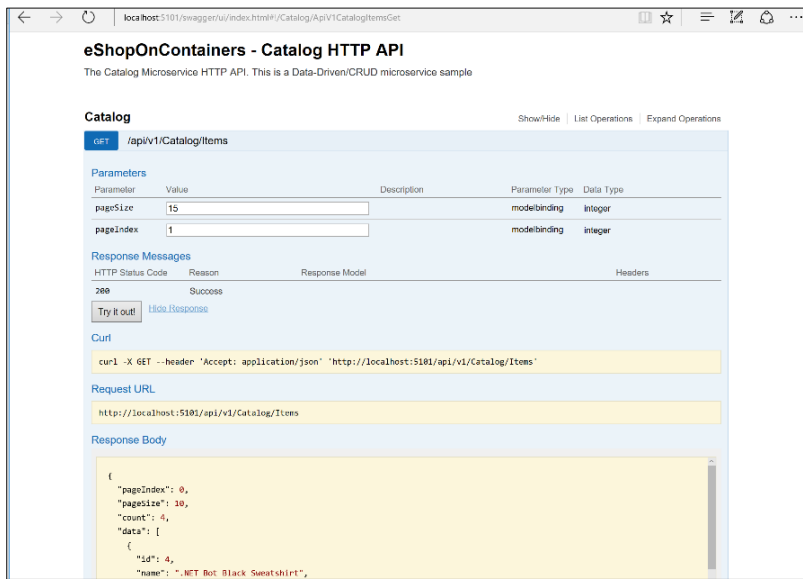 localhost:5101/swagger/ui/index.html#!/Catalog/ApiV1CatalogItemsGet
eShopOnContainers - Catalog HTTP API
The Catalog Microservice HTTP API. This is a Data-Driven/CRUD microservice sample
Catalog Show/Hide List Operations Expand Operations
GET /api/v1/Catalog/Items
Parameters
Parameter Value Description Parameter Type Data Type
pageSize 15 modelbinding integer
pageIndex 1 modelbinding integer
Response Messages
HTTP Status Code Reason Response Model Headers
200 Success
Try it out! Hide Response
Curl
curl -X GET --header 'Accept: application/json' 'http://localhost:5101/api/v1/Catalog/Items'
Request URL
http://localhost:5101/api/v1/Catalog/Items
Response Body
{
"pageIndex": 0,
"pageSize": 10,
"count": 4,
"data": [
{
"id": 4,
"name": ".NET Bot Black Sweatshirt",